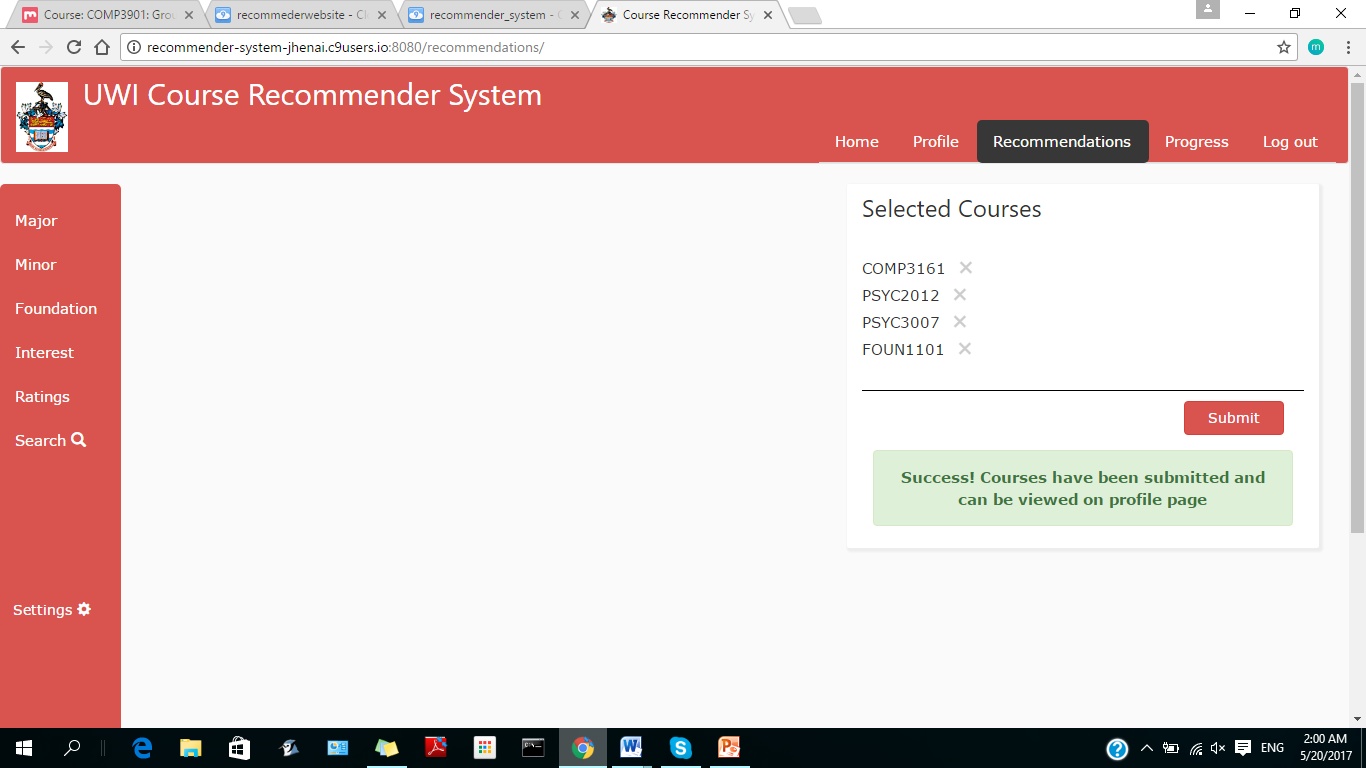 Course: COMP3901: Gro
recommederwebsite - Cl
recommender_system - C
Course Recommender Sy
recommender-system-jhenai.c9users.io:8080/recommendations/
m
UWI Course Recommender System
Home
Profile
Recommendations
Progress
Log out
Major
Minor
Foundation
Interest
Ratings
Search
Settings
Selected Courses
COMP3161
PSYC2012
PSYC3007
FOUN1101
Submit
Success! Courses have been submitted and
can be viewed on profile page
ENG
2:00 AM
5/20/2017